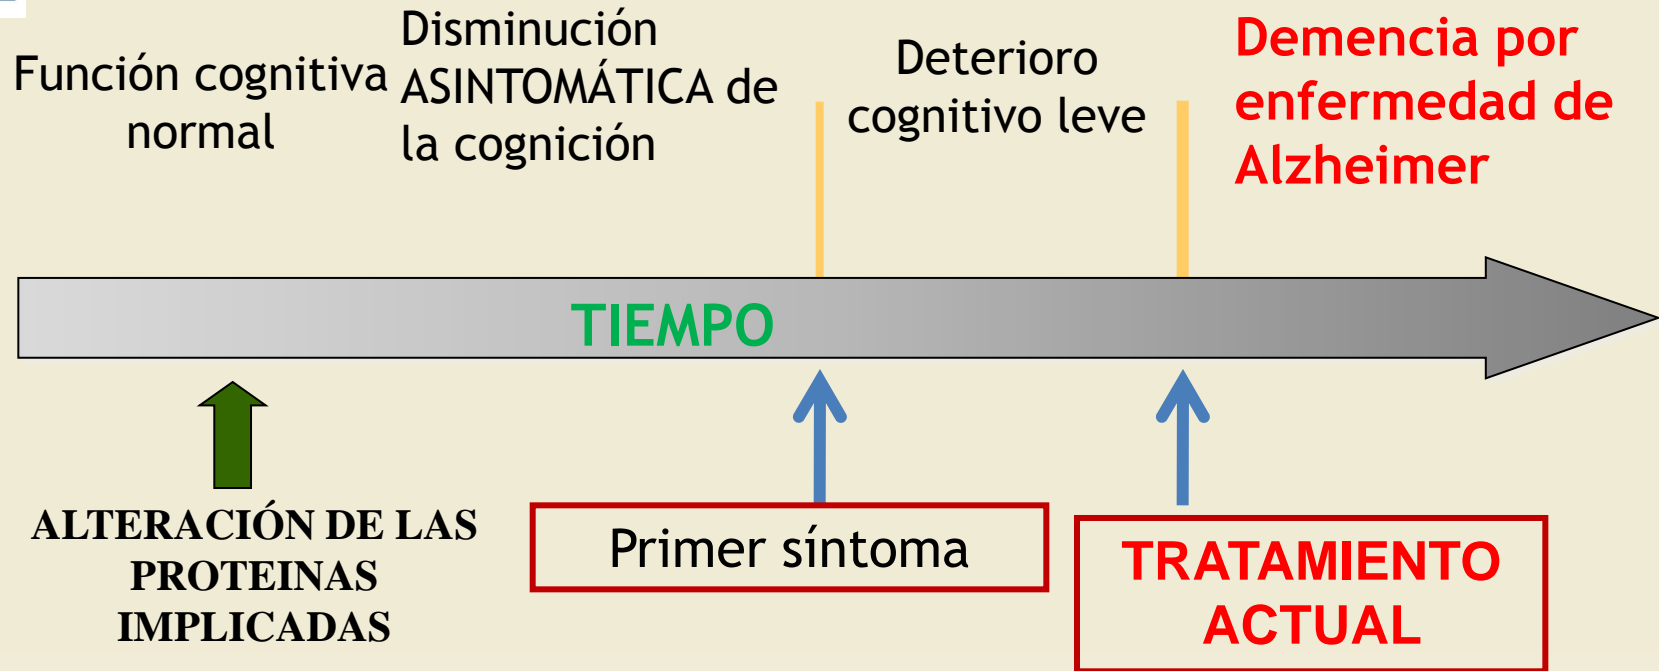 Función cognitiva
normal
Disminución
ASINTOMÁTICA de
la cognición
Deterioro
cognitivo leve
Demencia por
enfermedad de
Alzheimer
TIEMPO
ALTERACIÓN DE LAS
PROTEINAS
IMPLICADAS
Primer síntoma
TRATAMIENTO
ACTUAL